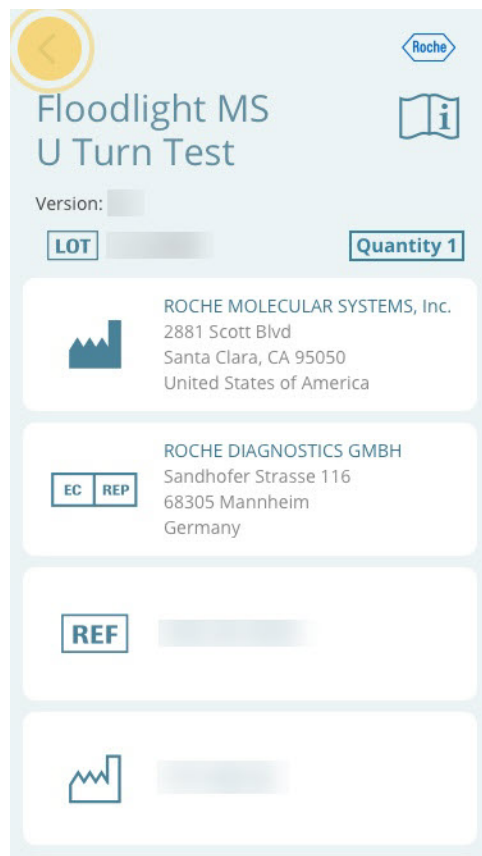 Roche
Floodlight MS
U Turn Test
i
Version:
LOT
Quantity 1
ROCHE MOLECULAR SYSTEMS, Inc.
2881 Scott Blvd
Santa Clara, CA 95050
United States of America
EC REP
ROCHE DIAGNOSTICS GMBH
Sandhofer Strasse 116
68305 Mannheim
Germany
REF